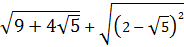 √(9 + 4√5) + √((2 − √5)²)